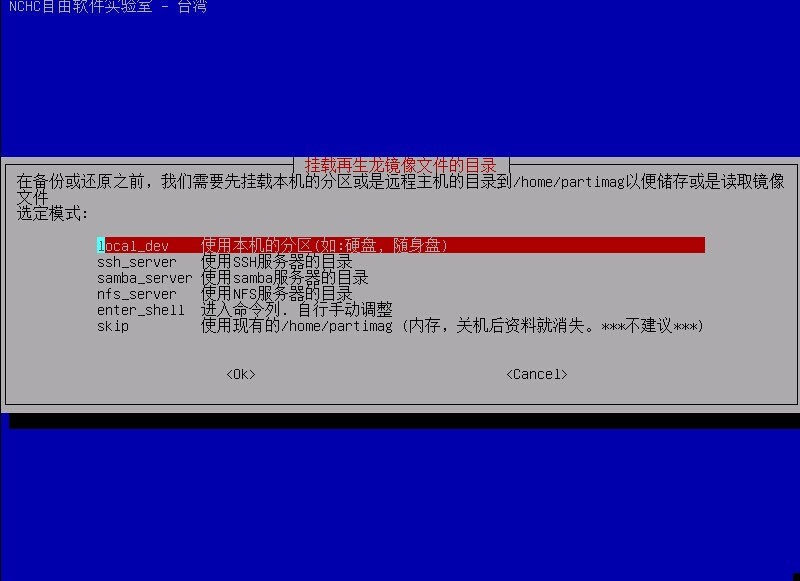 NCHC自由软件实验室 - 台湾
挂载再生龙镜像文件的目录
在备份或还原之前，我们需要先挂载本机的分区或是远程主机的目录到/home/partimag以便储存或是读取镜像
文件
选定模式:
local_dev 使用本机的分区(如:硬盘, 随身盘)
ssh_server 使用SSH服务器的目录
samba_server 使用samba服务器的目录
nfs_server 使用NFS服务器的目录
enter_shell 进入命令列. 自行手动调整
skip 使用现有的/home/partimag (内存，关机后资料就消失。***不建议***)
<Ok> <Cancel>